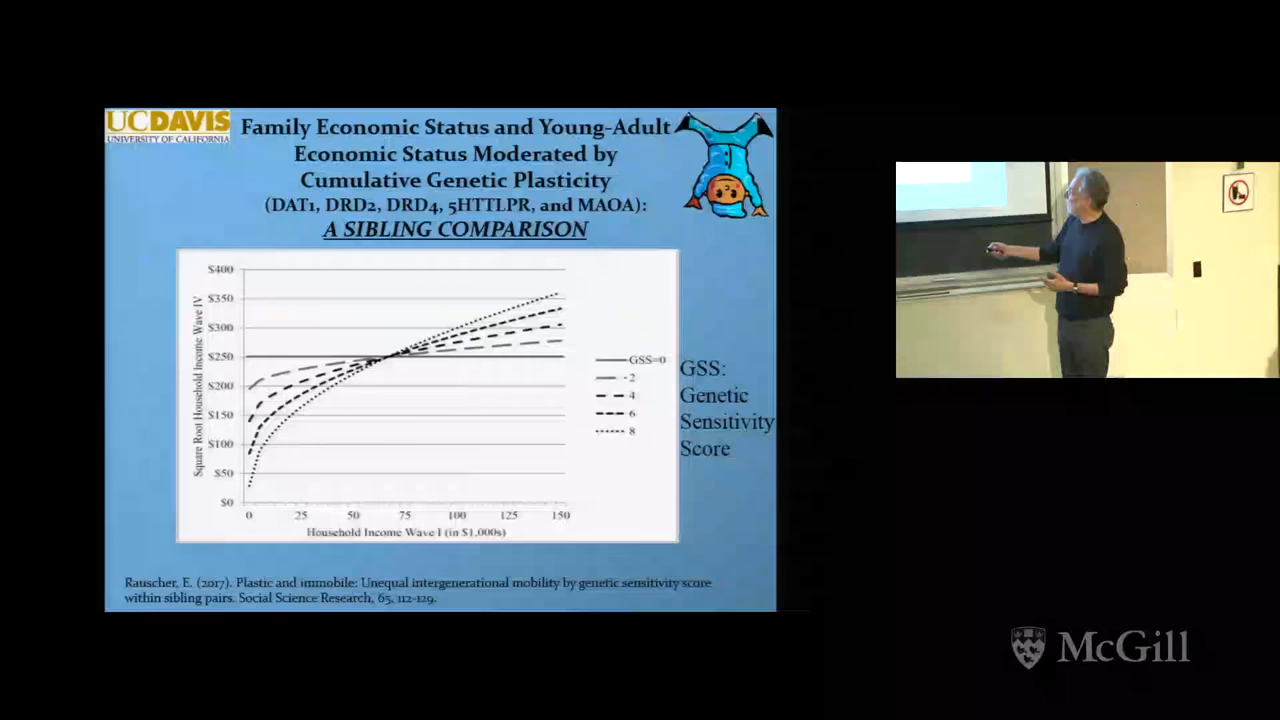 UCDAVIS
UNIVERSITY OF CALIFORNIA
Family Economic Status and Young-Adult
Economic Status Moderated by
Cumulative Genetic Plasticity
(DAT1, DRD2, DRD4, 5HTTLPR, and MAOA):
A SIBLING COMPARISON
$400
$350
$300
$250
$200
$150
$100
$50
$0
Square Root Household Income Wave IV
0 25 50 75 100 125 150
Household Income Wave I (in $1,000s)
GSS=0
2
4
6
8
GSS:
Genetic
Sensitivity
Score
Rauscher, E. (2017). Plastic and immobile: Unequal intergenerational mobility by genetic sensitivity score
within sibling pairs. Social Science Research, 65, 112-129.
McGill